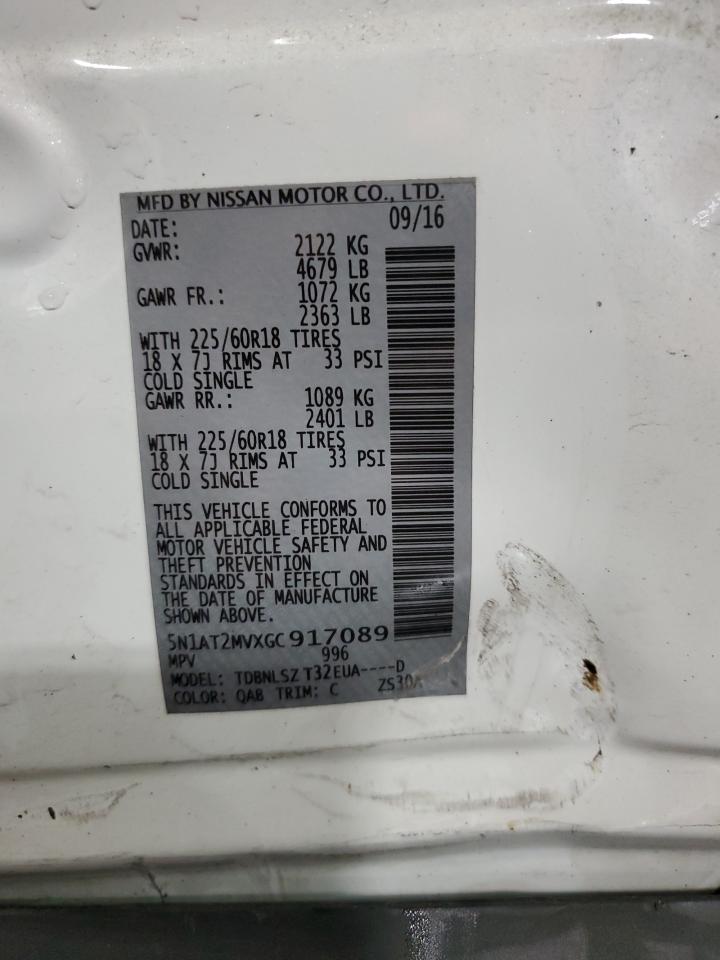 MFD BY NISSAN MOTOR CO., LTD.
DATE: 09/16
GVWR: 2122 KG
4679 LB
GAWR FR.: 1072 KG
2363 LB
WITH 225/60R18 TIRES
18 X 7J RIMS AT 33 PSI
COLD SINGLE
GAWR RR.: 1089 KG
2401 LB
WITH 225/60R18 TIRES
18 X 7J RIMS AT 33 PSI
COLD SINGLE
THIS VEHICLE CONFORMS TO
ALL APPLICABLE FEDERAL
MOTOR VEHICLE SAFETY AND
THEFT PREVENTION
STANDARDS IN EFFECT ON
THE DATE OF MANUFACTURE
SHOWN ABOVE.
5N1AT2MVXGC917089
MPV 996
MODEL: TDBNLSZ T32EUA----D
COLOR: QAB TRIM: C